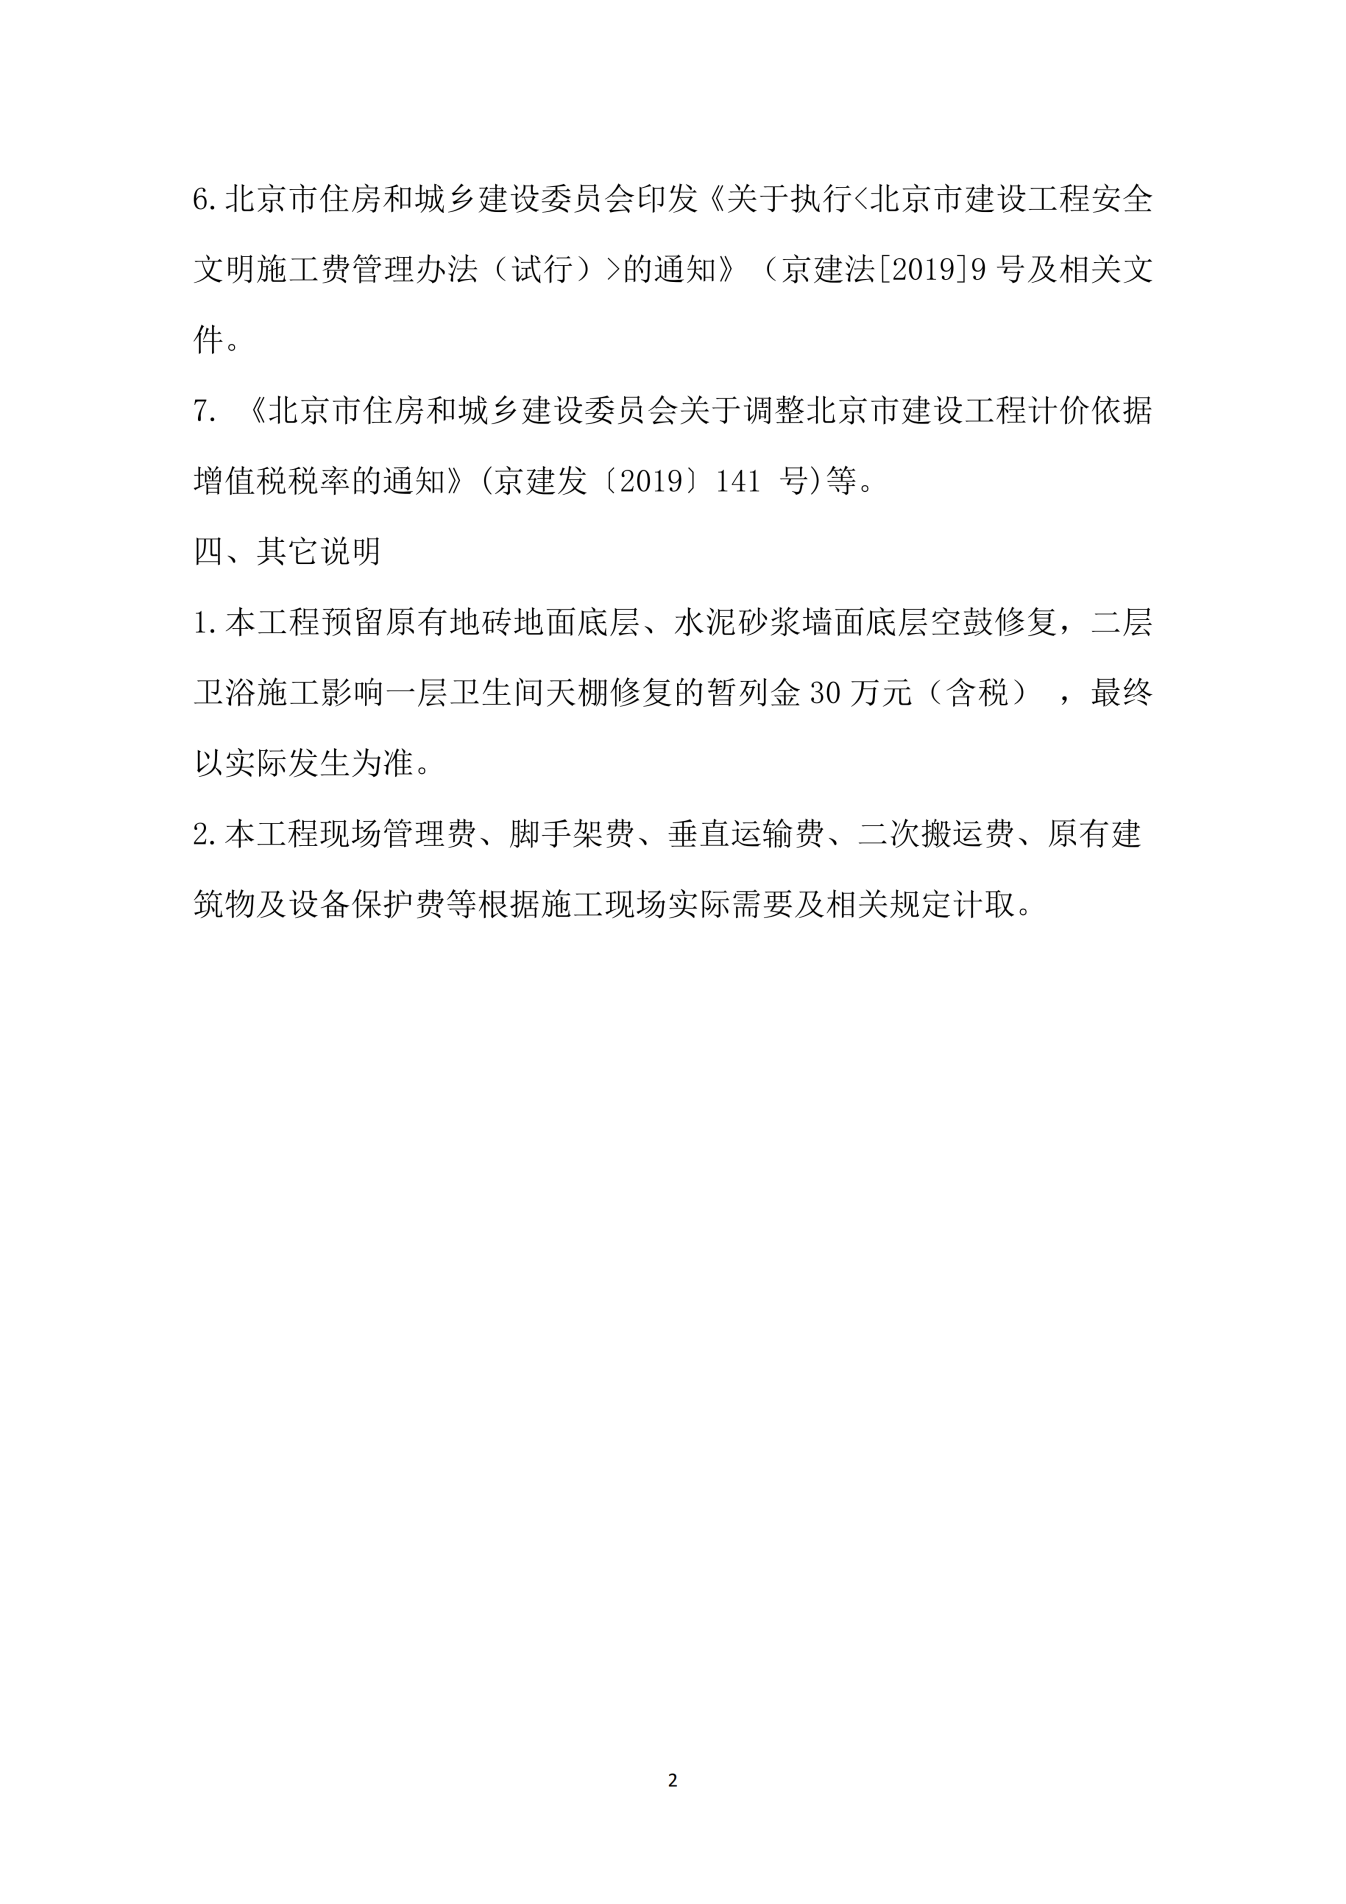 6.北京市住房和城乡建设委员会印发《关于执行<北京市建设工程安全
文明施工费管理办法（试行）>的通知》（京建法[2019]9 号及相关文
件。
7. 《北京市住房和城乡建设委员会关于调整北京市建设工程计价依据
增值税税率的通知》(京建发〔2019〕141 号)等。
四、其它说明
1.本工程预留原有地砖地面底层、水泥砂浆墙面底层空鼓修复，二层
卫浴施工影响一层卫生间天棚修复的暂列金 30 万元（含税） ，最终
以实际发生为准。
2.本工程现场管理费、脚手架费、垂直运输费、二次搬运费、原有建
筑物及设备保护费等根据施工现场实际需要及相关规定计取。
2